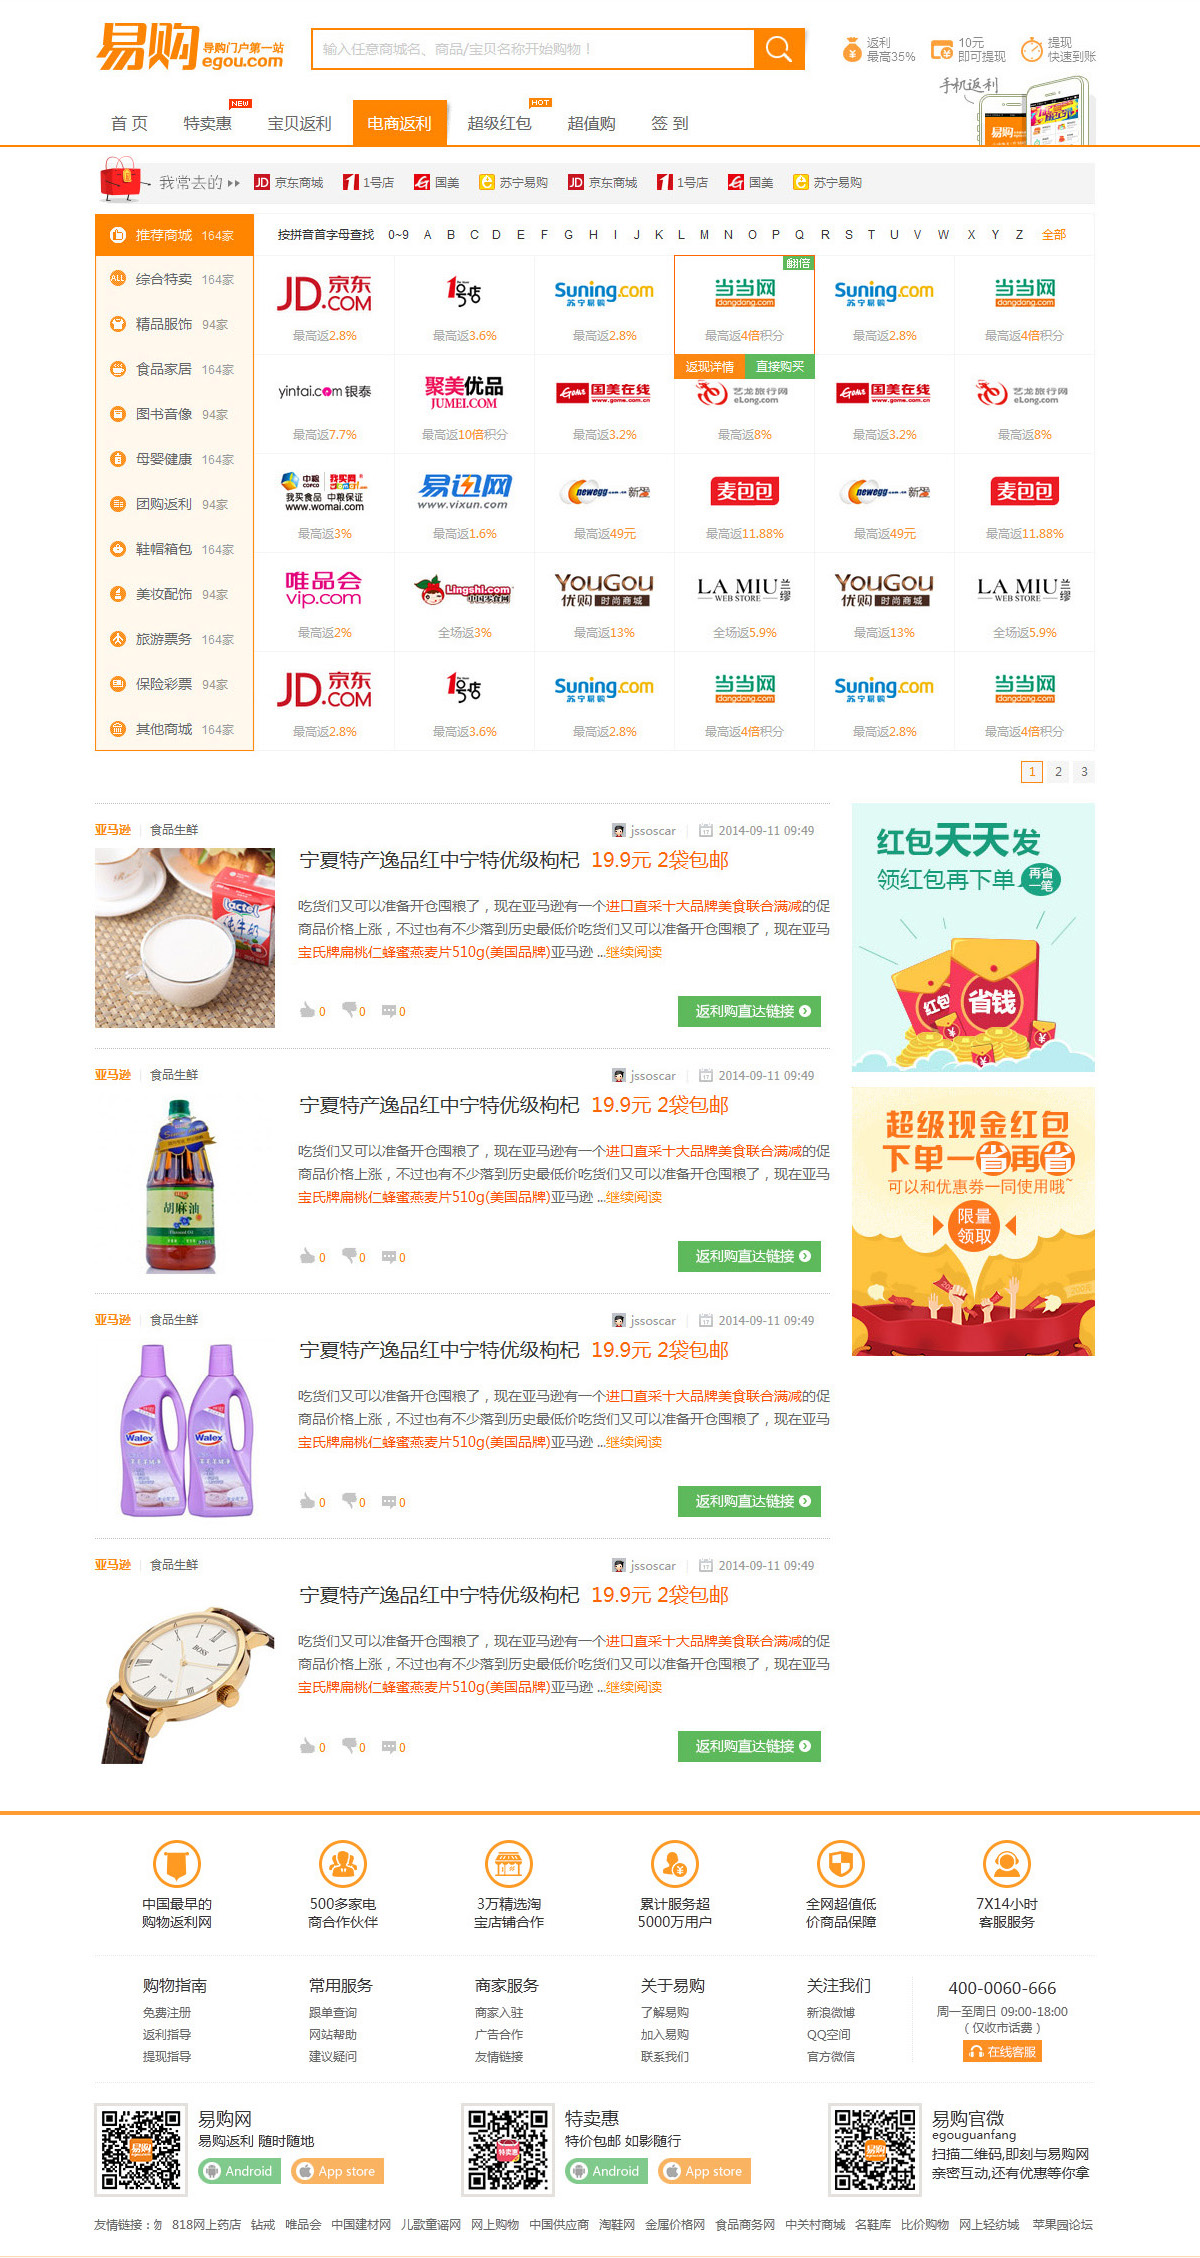 易购 导购门户第一站 egou.com
输入任意商城名、商品/宝贝名称开始购物！
返利 最高35%
10元 即可提现
提现 快速到账
手机返利
首 页 特卖惠 NEW 宝贝返利 电商返利 超级红包 HOT 超值购 签 到
我常去的 京东商城 1号店 国美 苏宁易购 京东商城 1号店 国美 苏宁易购
推荐商城 164家
综合特卖 164家
精品服饰 94家
食品家居 164家
图书音像 94家
母婴健康 164家
团购返利 94家
鞋帽箱包 164家
美妆配饰 94家
旅游票务 164家
保险彩票 94家
其他商城 164家
按拼音首字母查找 0~9 A B C D E F G H I J K L M N O P Q R S T U V W X Y Z 全部
JD.COM 京东 1号店 Suning.com 苏宁易购 当当网 dangdang.com 翻倍 Suning.com 苏宁易购 当当网 dangdang.com
最高返2.8% 最高返3.6% 最高返2.8% 最高返4倍积分 最高返2.8% 最高返4倍积分
返现详情 直接购买
yintai.com 银泰 聚美优品 JUMEI.COM GOME 国美在线 www.gome.com.cn 艺龙旅行网 eLong.com GOME 国美在线 www.gome.com.cn 艺龙旅行网 eLong.com
最高返7.7% 最高返10倍积分 最高返3.2% 最高返8% 最高返3.2% 最高返8%
中粮 COFCO 我买网 我买食品 中粮保证 www.womai.com 易迅网 www.yixun.com newegg.com.cn 新蛋 麦包包 newegg.com.cn 新蛋 麦包包
最高返3% 最高返1.6% 最高返49元 最高返11.88% 最高返49元 最高返11.88%
唯品会 vip.com Lingshi.com 中国零食网 YOUGOU 优购 时尚商城 LA MIU 兰缪 WEB STORE YOUGOU 优购 时尚商城 LA MIU 兰缪 WEB STORE
最高返2% 全场返3% 最高返13% 全场返5.9% 最高返13% 全场返5.9%
JD.COM 京东 1号店 Suning.com 苏宁易购 当当网 dangdang.com Suning.com 苏宁易购 当当网 dangdang.com
最高返2.8% 最高返3.6% 最高返2.8% 最高返4倍积分 最高返2.8% 最高返4倍积分
1 2 3
亚马逊 食品生鲜 jssoscar 2014-09-11 09:49
宁夏特产逸品红中宁特优级枸杞 19.9元 2袋包邮
吃货们又可以准备开仓囤粮了，现在亚马逊有一个进口直采十大品牌美食联合满减的促
商品价格上涨，不过也有不少落到历史最低价吃货们又可以准备开仓囤粮了，现在亚马
宝氏牌扁桃仁蜂蜜燕麦片510g(美国品牌)亚马逊 ...继续阅读
0 0 0 返利购直达链接
亚马逊 食品生鲜 jssoscar 2014-09-11 09:49
宁夏特产逸品红中宁特优级枸杞 19.9元 2袋包邮
吃货们又可以准备开仓囤粮了，现在亚马逊有一个进口直采十大品牌美食联合满减的促
商品价格上涨，不过也有不少落到历史最低价吃货们又可以准备开仓囤粮了，现在亚马
宝氏牌扁桃仁蜂蜜燕麦片510g(美国品牌)亚马逊 ...继续阅读
胡麻油
0 0 0 返利购直达链接
亚马逊 食品生鲜 jssoscar 2014-09-11 09:49
宁夏特产逸品红中宁特优级枸杞 19.9元 2袋包邮
吃货们又可以准备开仓囤粮了，现在亚马逊有一个进口直采十大品牌美食联合满减的促
商品价格上涨，不过也有不少落到历史最低价吃货们又可以准备开仓囤粮了，现在亚马
宝氏牌扁桃仁蜂蜜燕麦片510g(美国品牌)亚马逊 ...继续阅读
Walex Walex
0 0 0 返利购直达链接
亚马逊 食品生鲜 jssoscar 2014-09-11 09:49
宁夏特产逸品红中宁特优级枸杞 19.9元 2袋包邮
吃货们又可以准备开仓囤粮了，现在亚马逊有一个进口直采十大品牌美食联合满减的促
商品价格上涨，不过也有不少落到历史最低价吃货们又可以准备开仓囤粮了，现在亚马
宝氏牌扁桃仁蜂蜜燕麦片510g(美国品牌)亚马逊 ...继续阅读
BOSS
0 0 0 返利购直达链接
红包天天发
领红包再下单 再省一笔
红包 省钱
超级现金红包
下单一省再省
可以和优惠券一同使用哦~
限量
领取
中国最早的 500多家电 3万精选淘 累计服务超 全网超值低 7X14小时
购物返利网 商合作伙伴 宝店铺合作 5000万用户 价商品保障 客服服务
购物指南 常用服务 商家服务 关于易购 关注我们 400-0060-666
免费注册 跟单查询 商家入驻 了解易购 新浪微博 周一至周日 09:00-18:00
返利指导 网站帮助 广告合作 加入易购 QQ空间 （仅收市话费）
提现指导 建议疑问 友情链接 联系我们 官方微信 在线客服
易购网 特卖惠 易购官微
易购返利 随时随地 特价包邮 如影随行 egouguanfang
扫描二维码,即刻与易购网
Android App store Android App store 亲密互动,还有优惠等你拿
友情链接： 818网上药店 钻戒 唯品会 中国建材网 儿歌童谣网 网上购物 中国供应商 淘鞋网 金属价格网 食品商务网 中关村商城 名鞋库 比价购物 网上轻纺城 苹果园论坛